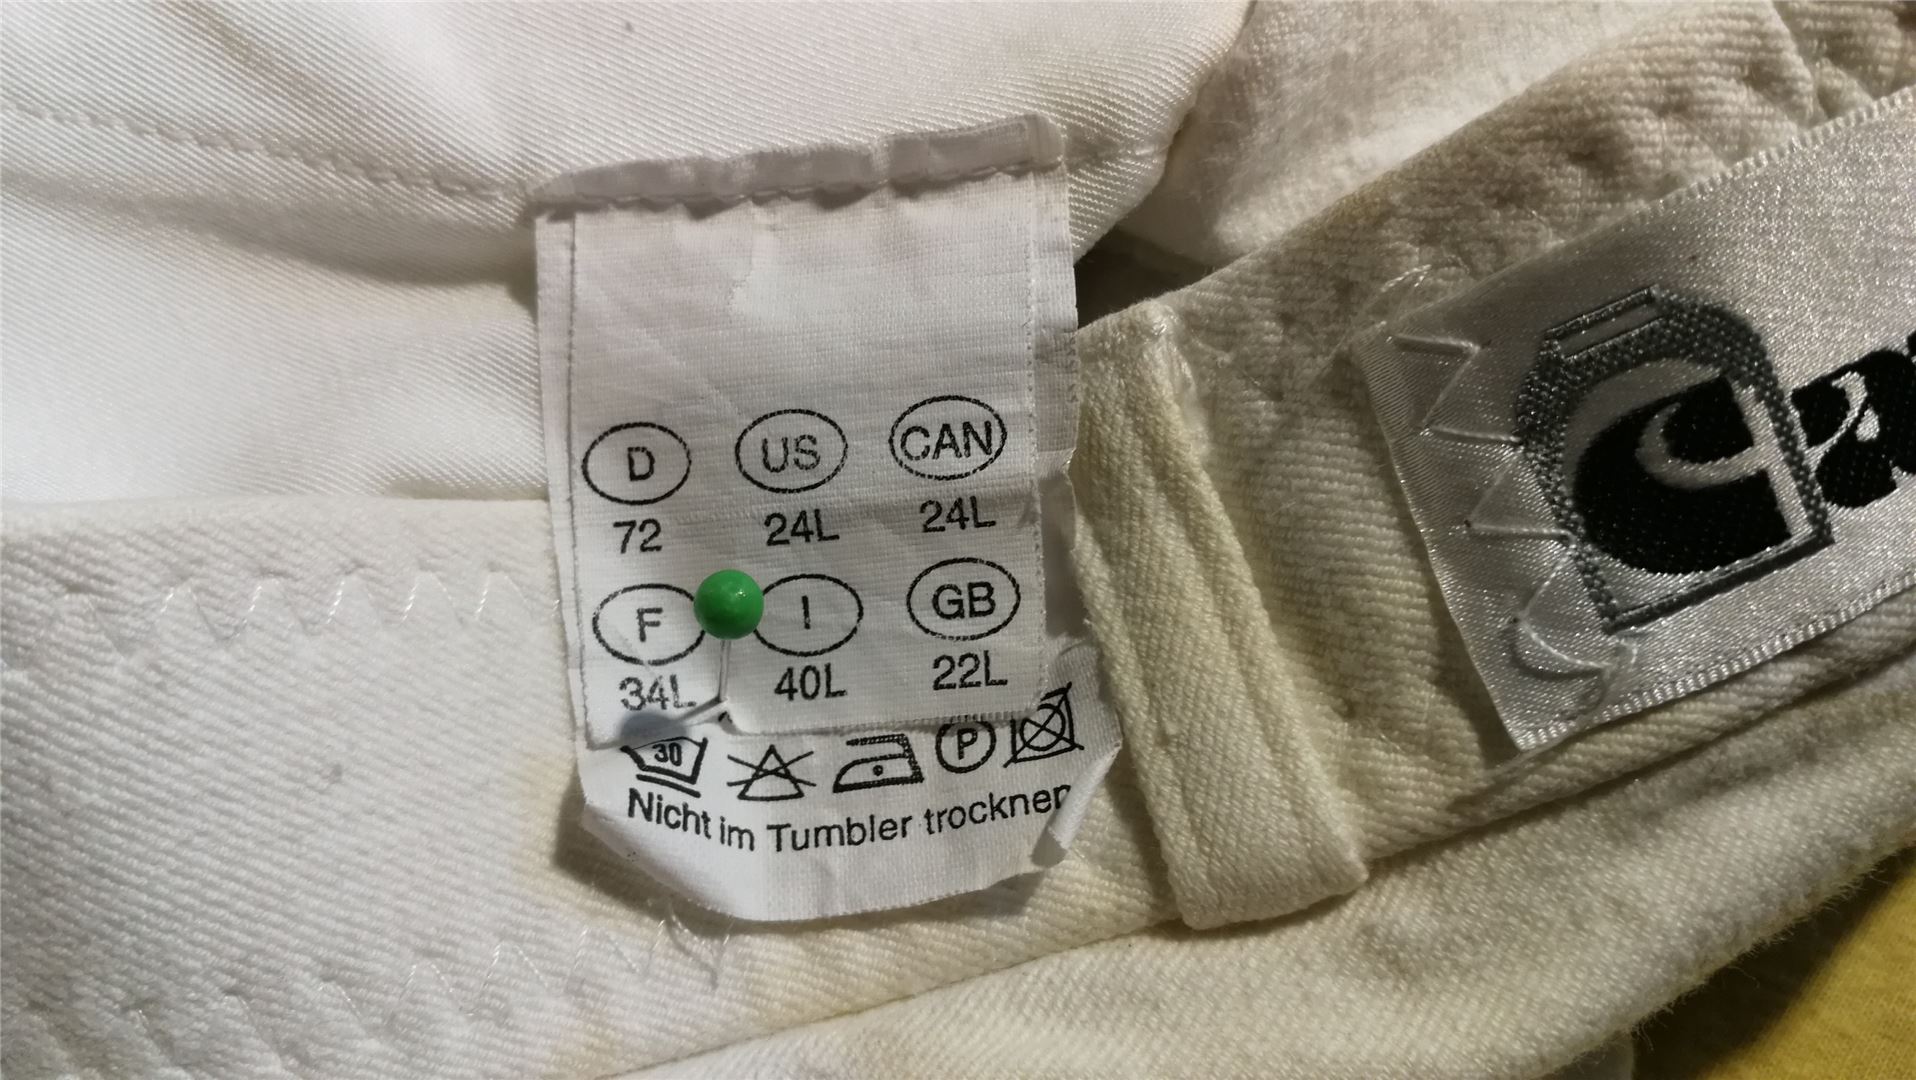 D US CAN
72 24L 24L
F I GB
34L 40L 22L
30 P
Nicht im Tumbler trocknen